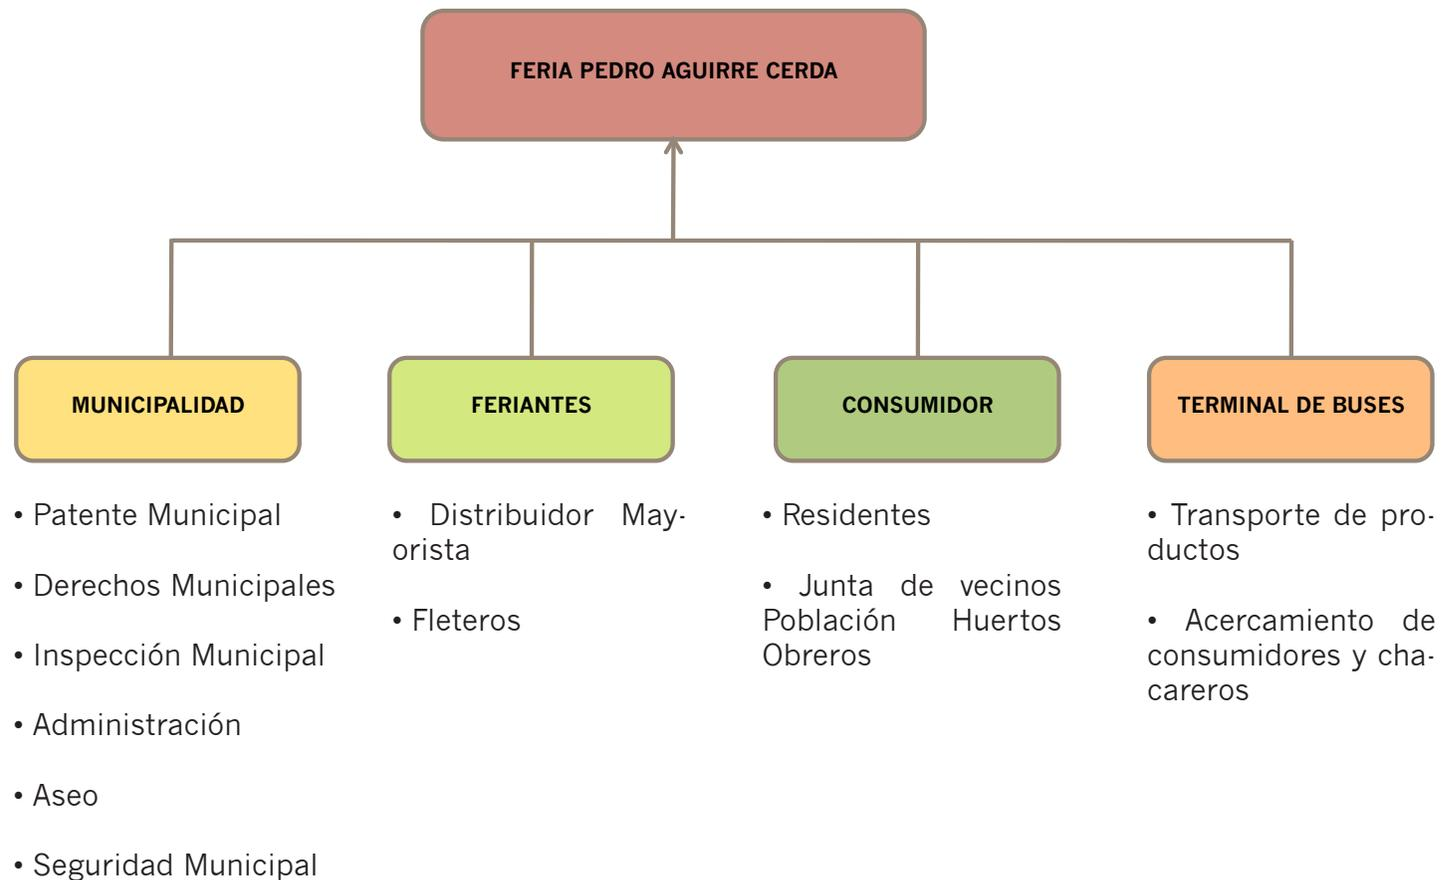 FERIA PEDRO AGUIRRE CERDA
MUNICIPALIDAD
• Patente Municipal
• Derechos Municipales
• Inspección Municipal
• Administración
• Aseo
• Seguridad Municipal
FERIANTES
• Distribuidor May-
orista
• Fleteros
CONSUMIDOR
• Residentes
• Junta de vecinos
Población Huertos
Obreros
TERMINAL DE BUSES
• Transporte de pro-
ductos
• Acercamiento de
consumidores y cha-
careros